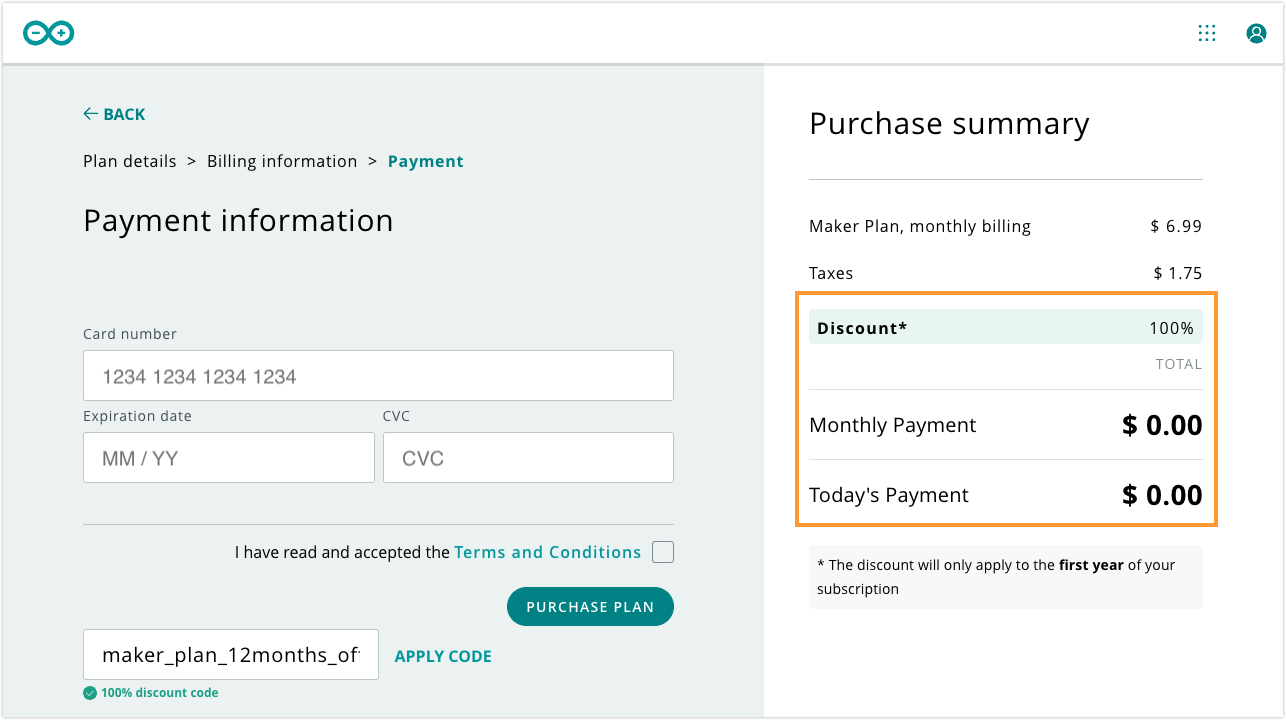 BACK
Plan details > Billing information > Payment
Payment information
Card number
1234 1234 1234 1234
Expiration date
CVC
MM / YY
CVC
I have read and accepted the Terms and Conditions
PURCHASE PLAN
maker_plan_12months_of
APPLY CODE
100% discount code
Purchase summary
Maker Plan, monthly billing $ 6.99
Taxes $ 1.75
Discount* 100%
TOTAL
Monthly Payment $ 0.00
Today's Payment $ 0.00
* The discount will only apply to the first year of your
subscription